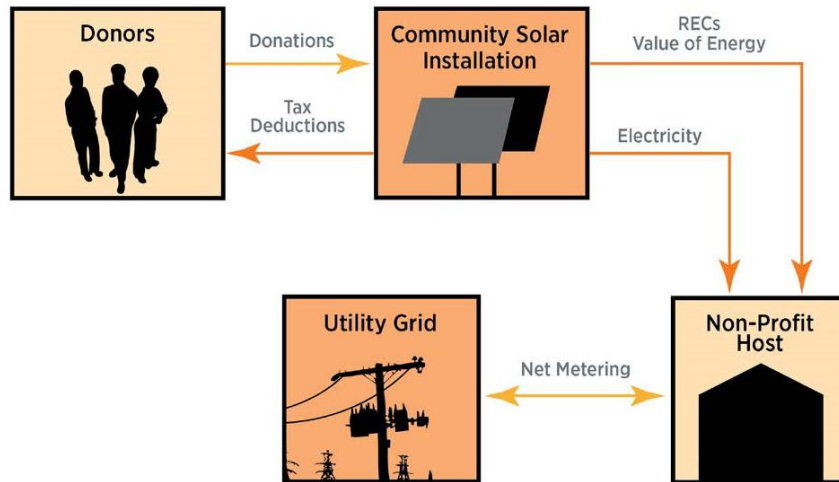 Donors
Donations
Tax
Deductions
Community Solar
Installation
RECs
Value of Energy
Electricity
Utility Grid
Net Metering
Non-Profit
Host